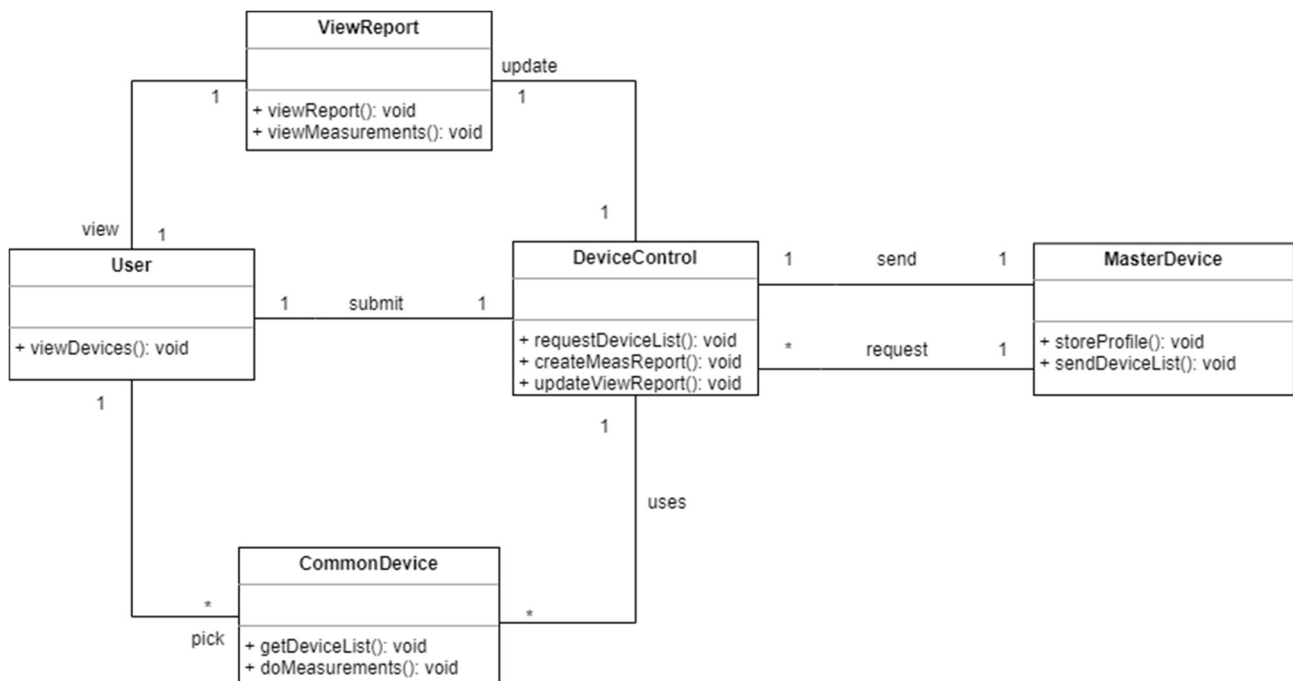 ViewReport
+ viewReport(): void
+ viewMeasurements(): void
update
1
1
view
1
1
User
+ viewDevices(): void
1
submit
1
DeviceControl
+ requestDeviceList(): void
+ createMeasReport(): void
+ updateViewReport(): void
1
send
1
*
request
1
MasterDevice
+ storeProfile(): void
+ sendDeviceList(): void
1
1
uses
CommonDevice
+ getDeviceList(): void
+ doMeasurements(): void
*
pick
*